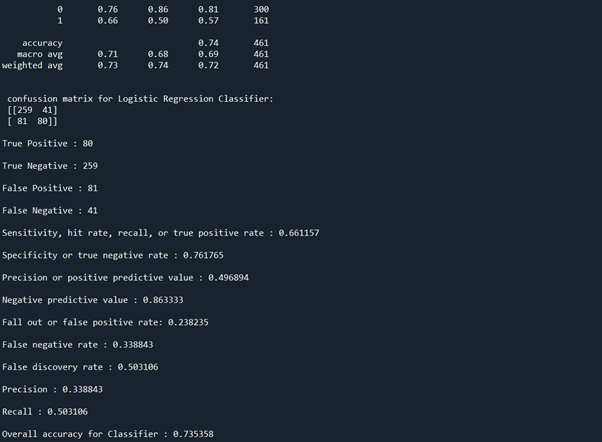 0 0.76 0.86 0.81 300
1 0.66 0.50 0.57 161
accuracy 0.74 461
macro avg 0.71 0.68 0.69 461
weighted avg 0.73 0.74 0.72 461
confussion matrix for Logistic Regression Classifier:
[[259 41]
[ 81 80]]
True Positive : 80
True Negative : 259
False Positive : 81
False Negative : 41
Sensitivity, hit rate, recall, or true positive rate : 0.661157
Specificity or true negative rate : 0.761765
Precision or positive predictive value : 0.496894
Negative predictive value : 0.863333
Fall out or false positive rate: 0.238235
False negative rate : 0.338843
False discovery rate : 0.503106
Precision : 0.338843
Recall : 0.503106
Overall accuracy for Classifier : 0.735358